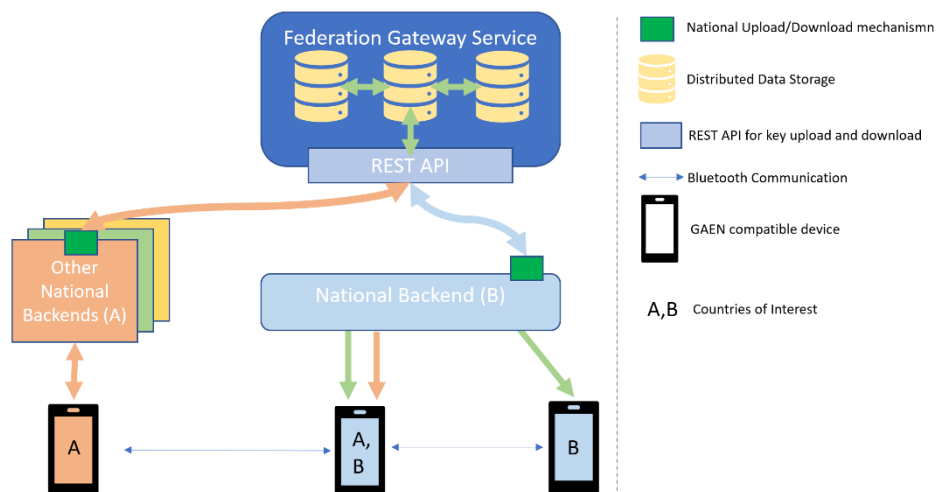 Federation Gateway Service
REST API
Other
National
Backends (A)
National Backend (B)
A
A,
B
B
National Upload/Download mechanismn
Distributed Data Storage
REST API for key upload and download
Bluetooth Communication
GAEN compatible device
A,B Countries of Interest